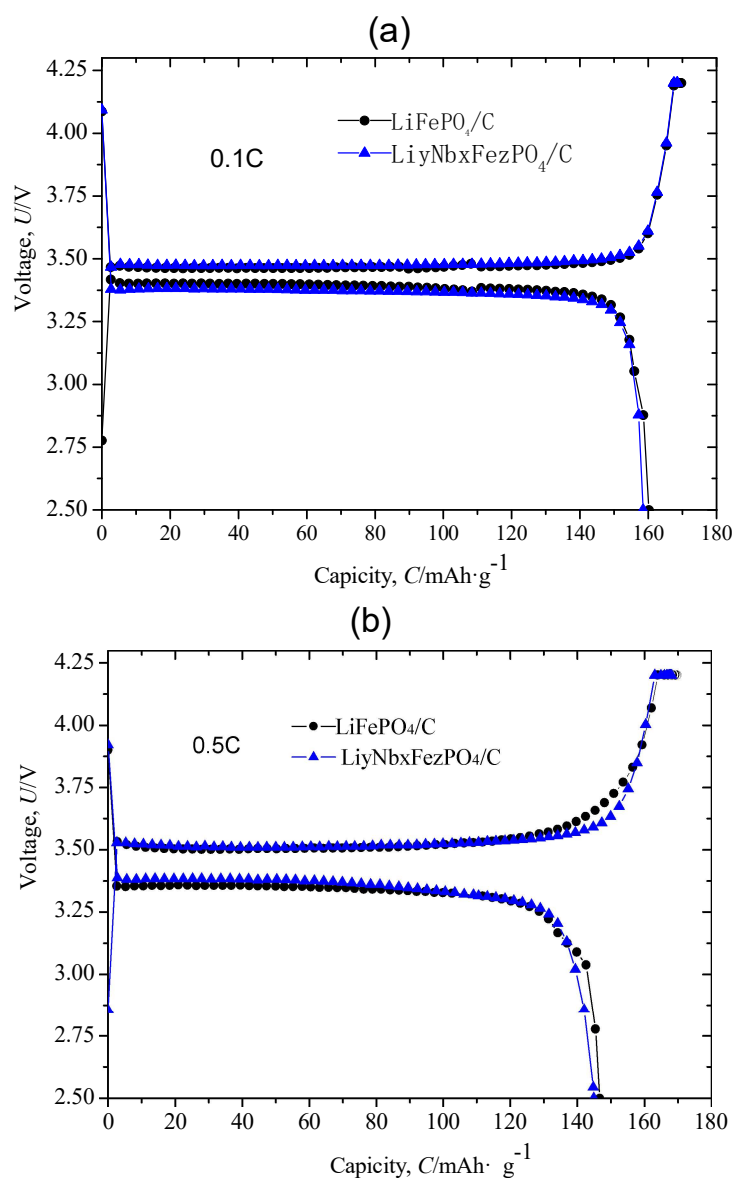 (a)
4.25
4.00
3.75
3.50
3.25
3.00
2.75
2.50
Voltage, U/V
LiFePO₄/C
LiyNbxFezPO₄/C
0.1C
0 20 40 60 80 100 120 140 160 180
Capicity, C/mAh·g⁻¹
(b)
4.25
4.00
3.75
3.50
3.25
3.00
2.75
2.50
Voltage, U/V
LiFePO4/C
LiyNbxFezPO4/C
0.5C
0 20 40 60 80 100 120 140 160 180
Capicity, C/mAh· g⁻¹